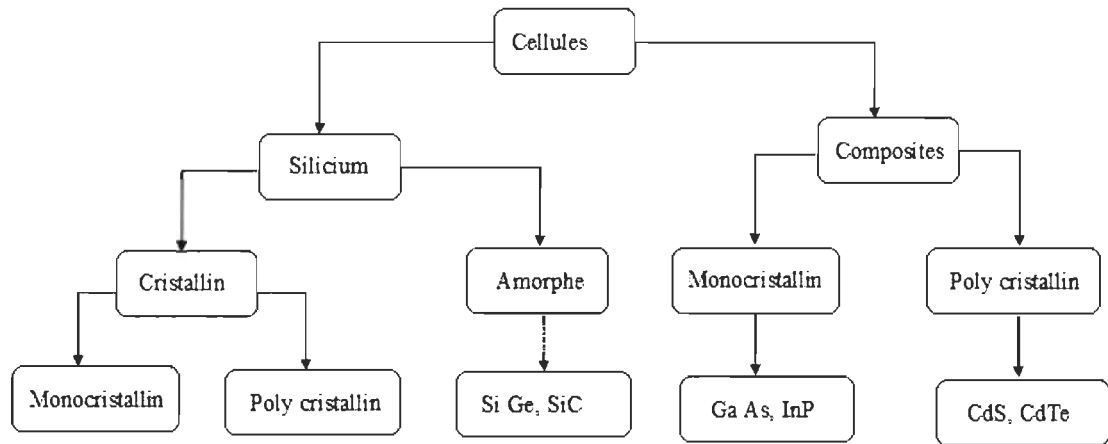 Cellules
Silicium
Composites
Cristallin
Amorphe
Monocristallin
Poly cristallin
Monocristallin
Poly cristallin
Si Ge, SiC
Ga As, InP
CdS, CdTe